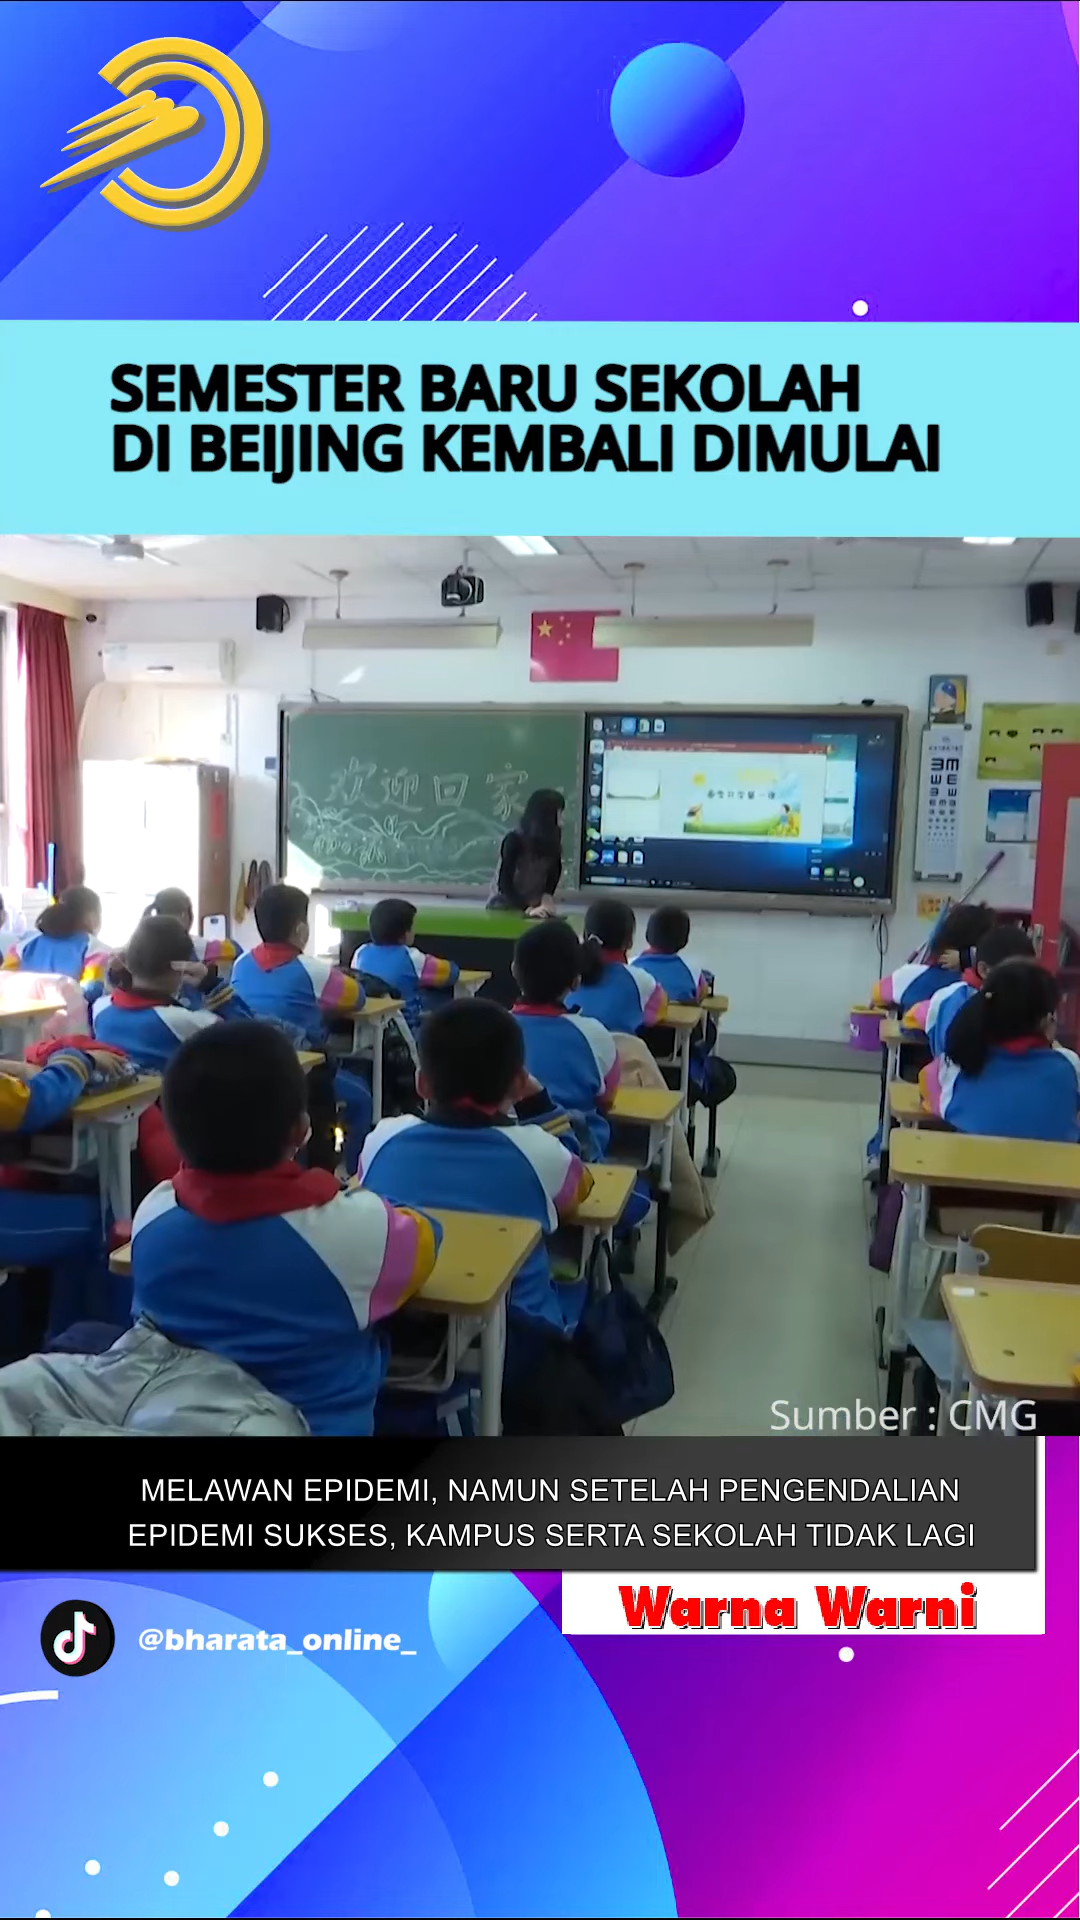 SEMESTER BARU SEKOLAH
DI BEIJING KEMBALI DIMULAI
欢迎回家
Sumber : CMG
MELAWAN EPIDEMI, NAMUN SETELAH PENGENDALIAN
EPIDEMI SUKSES, KAMPUS SERTA SEKOLAH TIDAK LAGI
Warna Warni
@bharata_online_